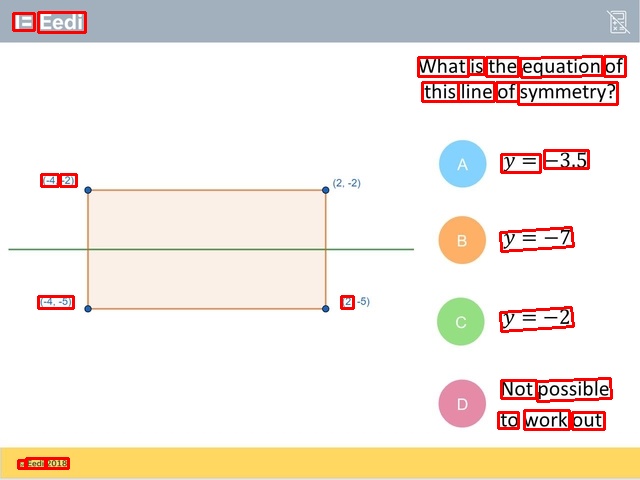 Eedi
What is the equation of
this line of symmetry?
A y = −3.5
(-4, -2) (2, -2)
B y = −7
(-4, -5) (2, -5)
C y = −2
D Not possible
to work out
© Eedi 2018